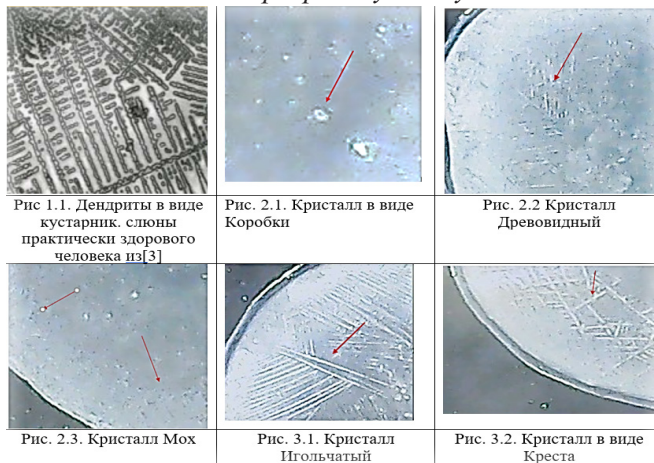 Рис 1.1. Дендриты в виде
кустарник. слюны
практически здорового
человека из[3]
Рис. 2.1. Кристалл в виде
Коробки
Рис. 2.2 Кристалл
Древовидный
Рис. 2.3. Кристалл Мох
Рис. 3.1. Кристалл
Игольчатый
Рис. 3.2. Кристалл в виде
Креста